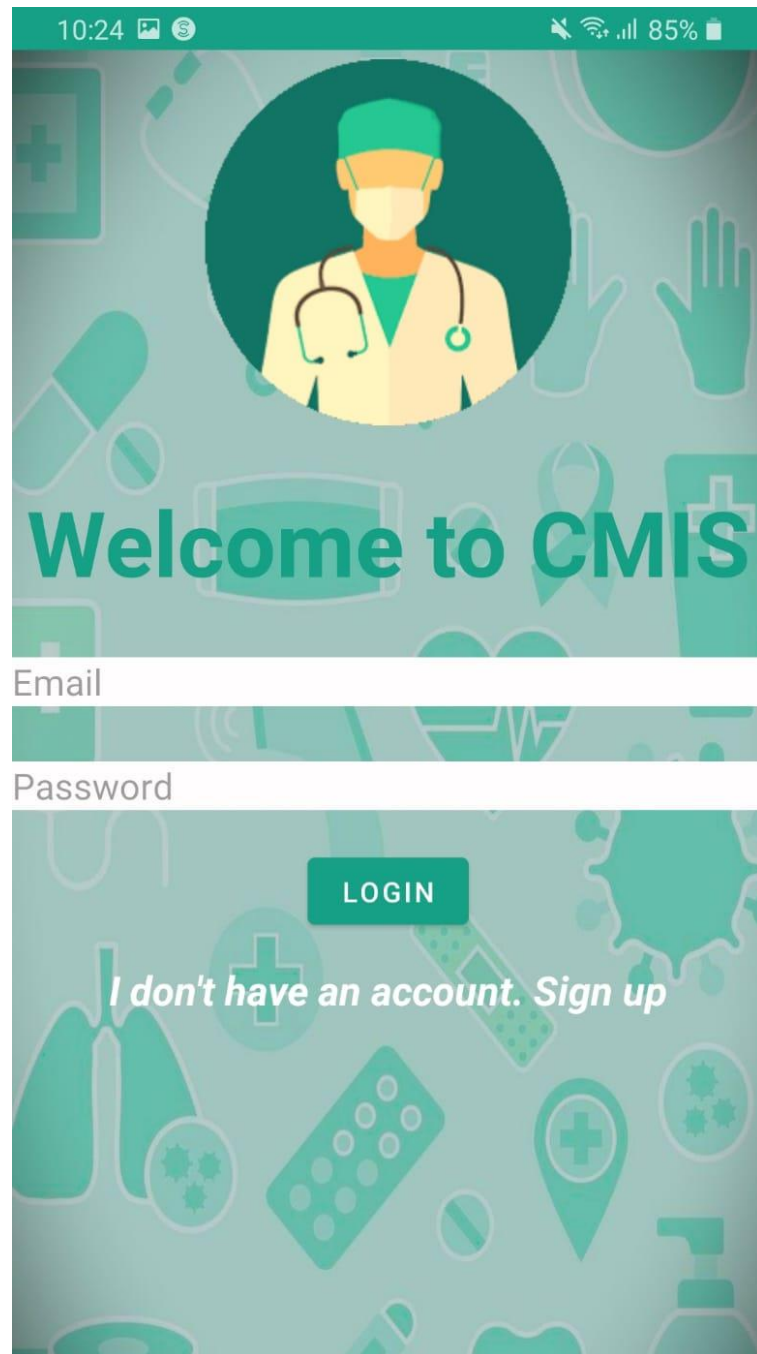 10:24 85%
Welcome to CMIS
Email
Password
LOGIN
I don't have an account. Sign up